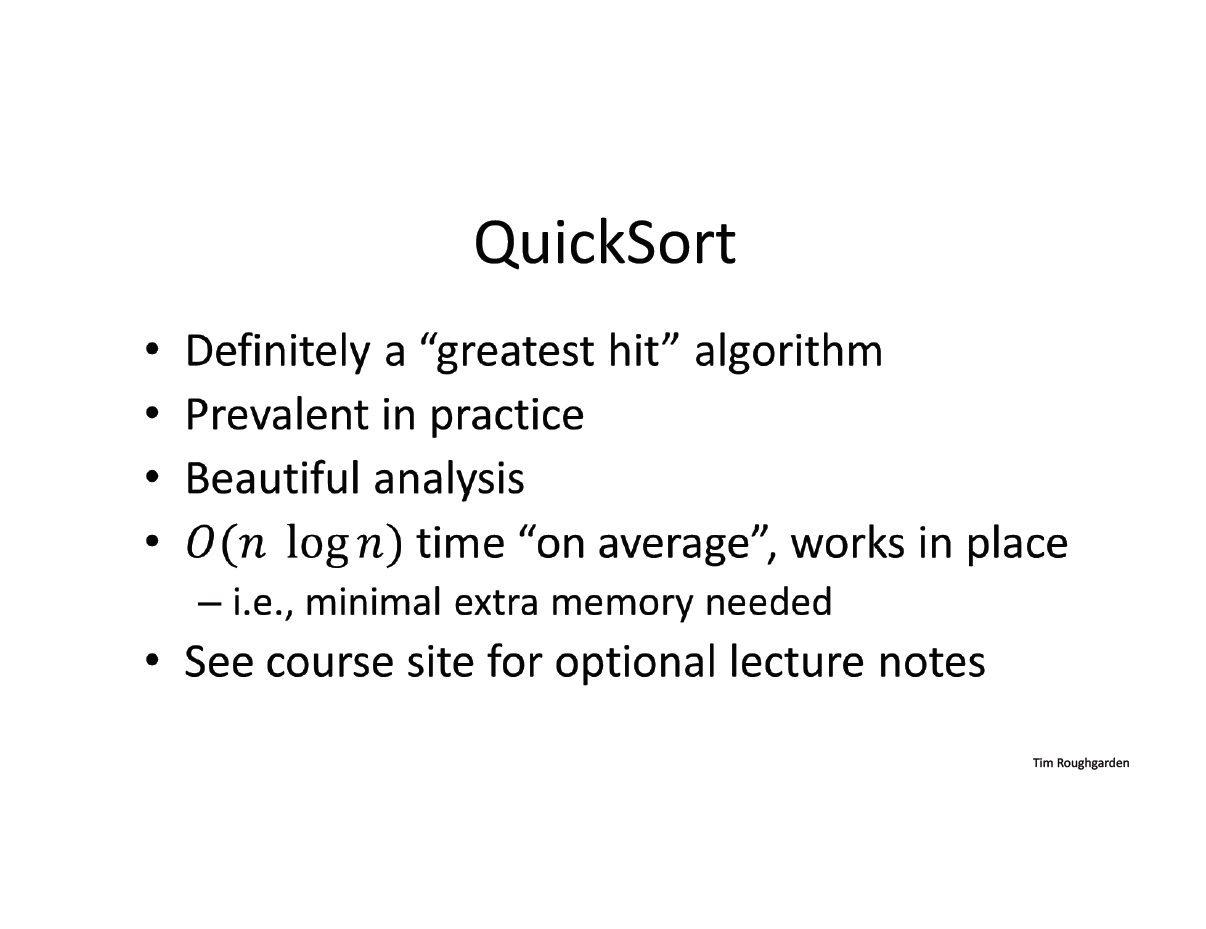 QuickSort
• Definitely a “greatest hit” algorithm
• Prevalent in practice
• Beautiful analysis
• O(n log n) time “on average”, works in place
– i.e., minimal extra memory needed
• See course site for optional lecture notes
Tim Roughgarden